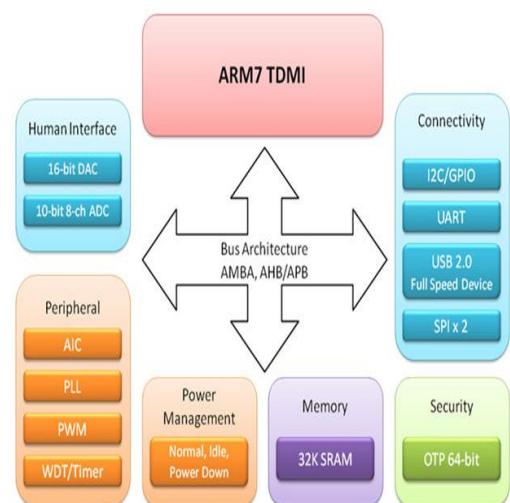 ARM7 TDMI
Human Interface
16-bit DAC
10-bit 8-ch ADC
Connectivity
I2C/GPIO
UART
USB 2.0
Full Speed Device
SPI x 2
Bus Architecture
AMBA, AHB/APB
Peripheral
AIC
PLL
PWM
WDT/Timer
Power
Management
Normal, Idle,
Power Down
Memory
32K SRAM
Security
OTP 64-bit